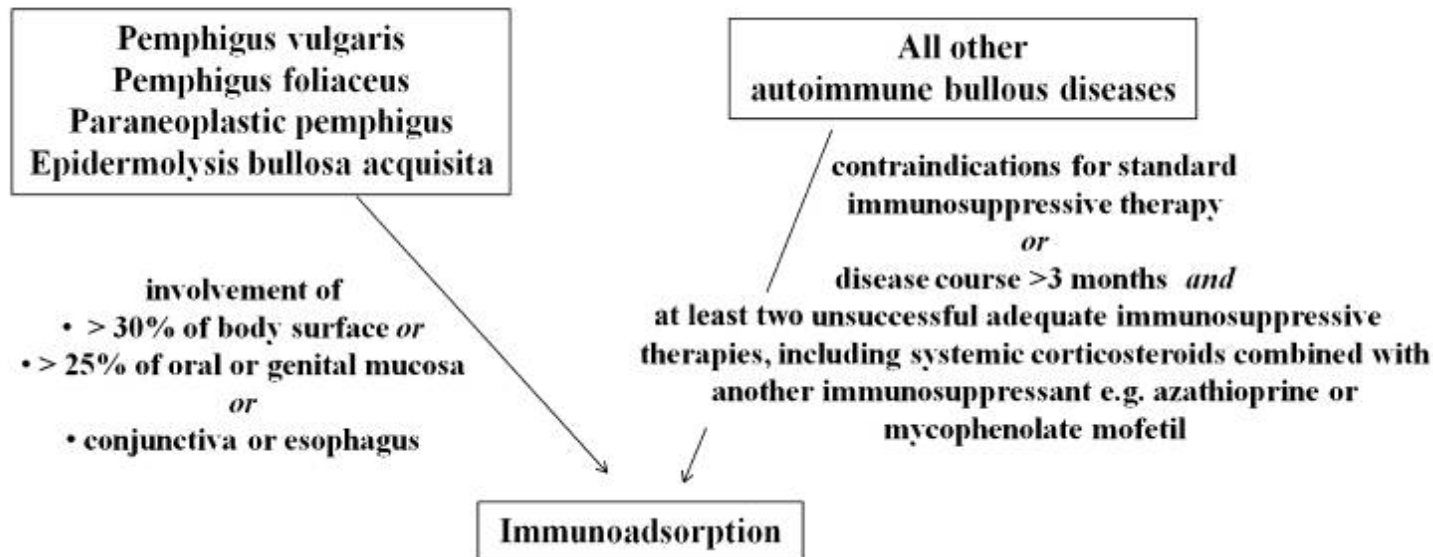 Pemphigus vulgaris
Pemphigus foliaceus
Paraneoplastic pemphigus
Epidermolysis bullosa acquisita
All other
autoimmune bullous diseases
involvement of
• > 30% of body surface or
• > 25% of oral or genital mucosa
or
• conjunctiva or esophagus
contraindications for standard
immunosuppressive therapy
or
disease course >3 months and
at least two unsuccessful adequate immunosuppressive
therapies, including systemic corticosteroids combined with
another immunosuppressant e.g. azathioprine or
mycophenolate mofetil
Immunoadsorption